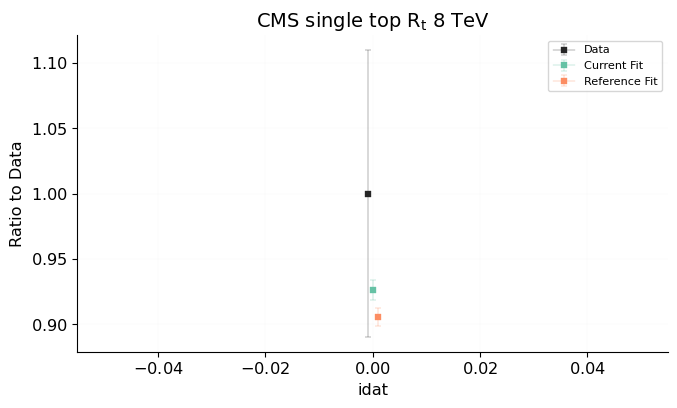 CMS single top Rt 8 TeV
Data
Current Fit
Reference Fit
Ratio to Data
1.10
1.05
1.00
0.95
0.90
−0.04
−0.02
0.00
0.02
0.04
idat